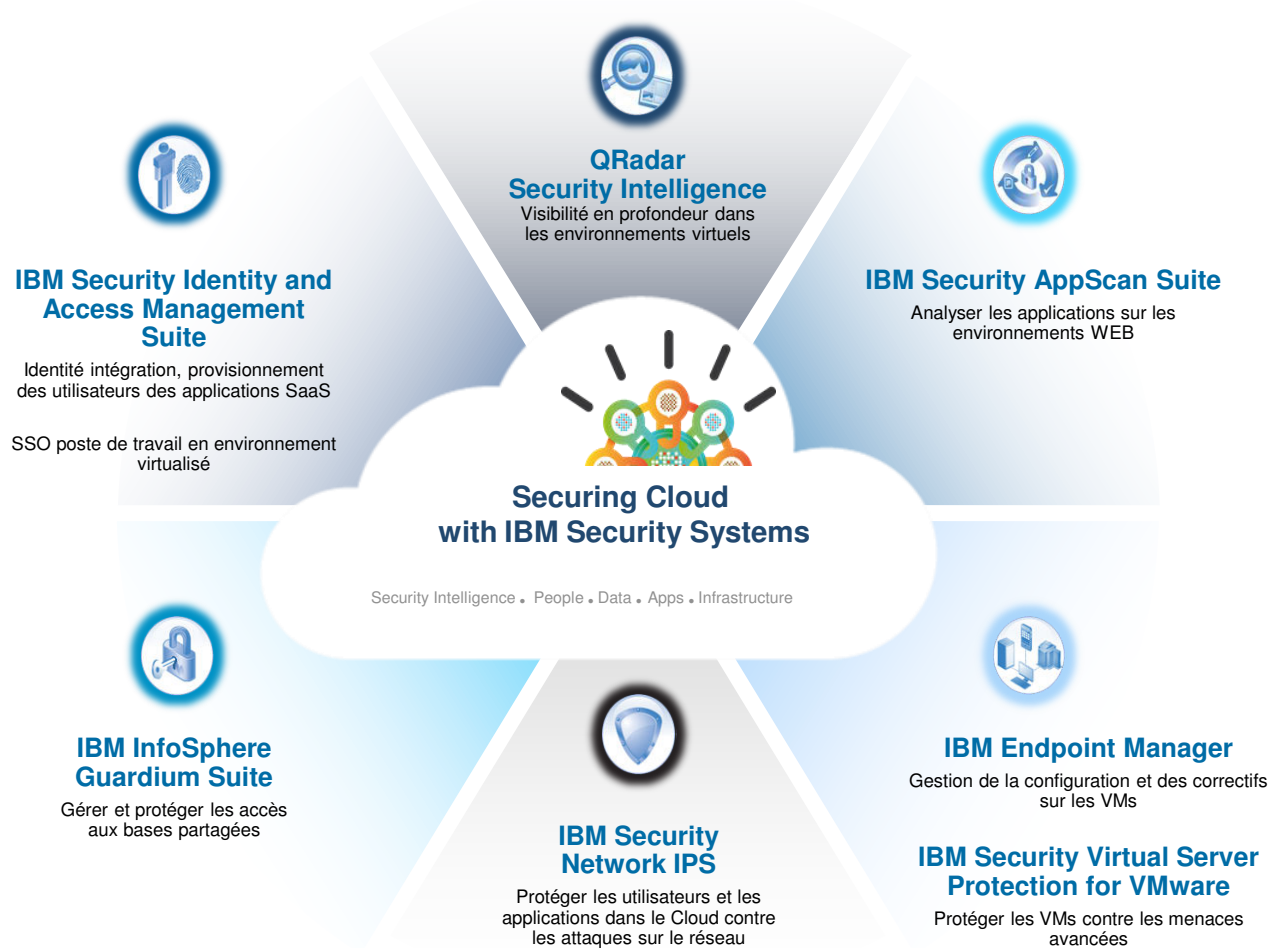 QRadar
Security Intelligence
Visibilité en profondeur dans
les environnements virtuels
IBM Security Identity and
Access Management
Suite
Identité intégration, provisionnement
des utilisateurs des applications SaaS
SSO poste de travail en environnement
virtualisé
IBM Security AppScan Suite
Analyser les applications sur les
environnements WEB
Securing Cloud
with IBM Security Systems
Security Intelligence • People • Data • Apps • Infrastructure
IBM InfoSphere
Guardium Suite
Gérer et protéger les accès
aux bases partagées
IBM Security
Network IPS
Protéger les utilisateurs et les
applications dans le Cloud contre
les attaques sur le réseau
IBM Endpoint Manager
Gestion de la configuration et des correctifs
sur les VMs
IBM Security Virtual Server
Protection for VMware
Protéger les VMs contre les menaces
avancées